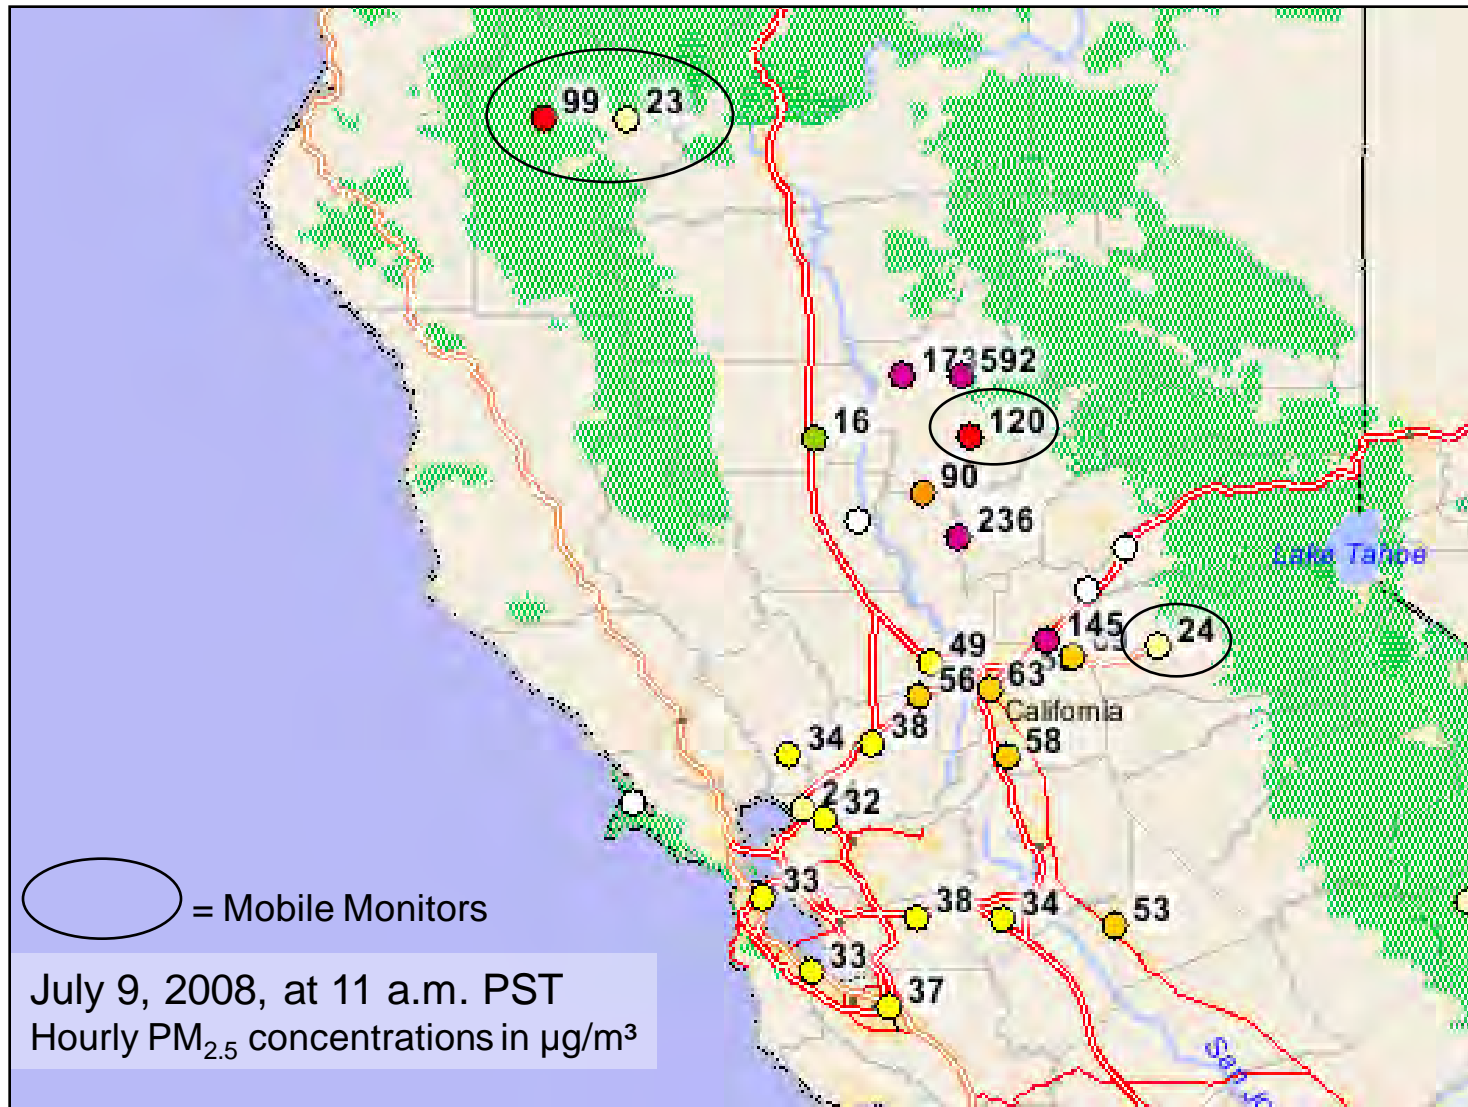 99 23
173 592
16 120
90
236
Lake Tahoe
145 24
49
63
56
California
34 38 58
32
33
= Mobile Monitors
38 34 53
33
July 9, 2008, at 11 a.m. PST
37
Hourly PM2.5 concentrations in µg/m³
San